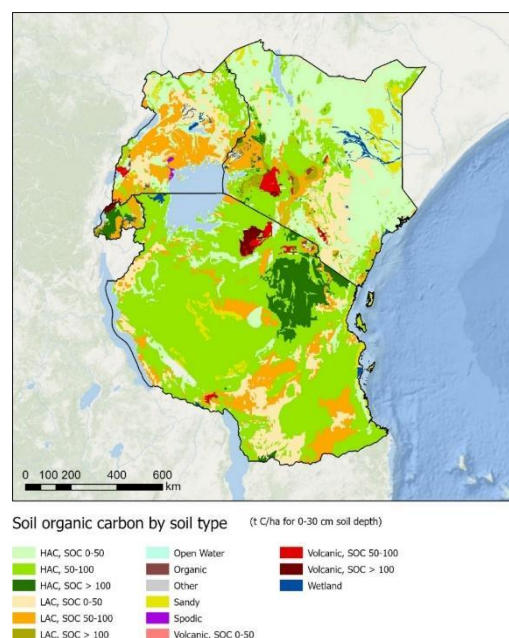 0 100 200 400 600
km
Soil organic carbon by soil type (t C/ha for 0-30 cm soil depth)
HAC, SOC 0-50
HAC, 50-100
HAC, SOC > 100
LAC, SOC 0-50
LAC, SOC 50-100
LAC, SOC > 100
Open Water
Organic
Other
Sandy
Spodic
Volcanic, SOC 0-50
Volcanic, SOC 50-100
Volcanic, SOC > 100
Wetland